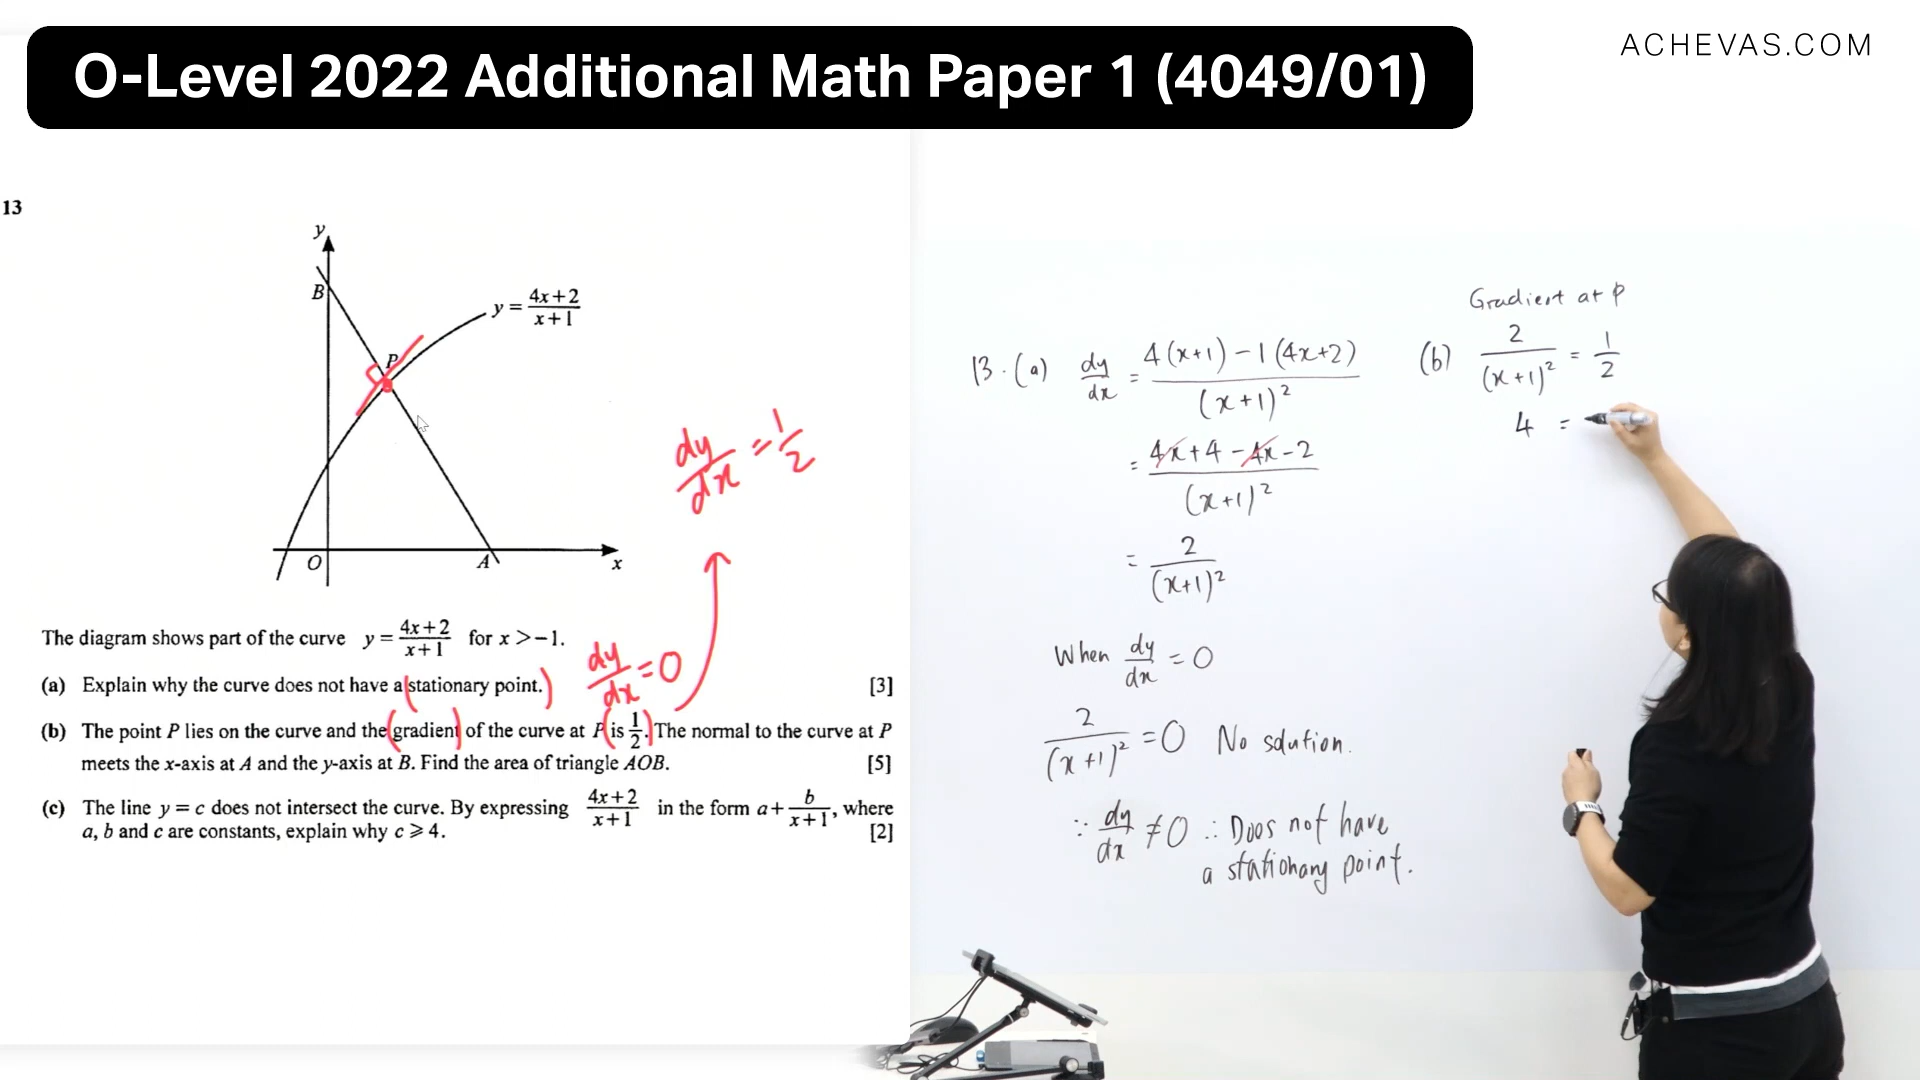 O-Level 2022 Additional Math Paper 1 (4049/01)
ACHEVAS.COM
13
y
B
y = (4x+2)/(x+1)
P
O
A
x
dy/dx = 1/2
The diagram shows part of the curve y = (4x+2)/(x+1) for x > −1.
(a) Explain why the curve does not have a stationary point. [3]
dy/dx = 0
(b) The point P lies on the curve and the gradient of the curve at P is 1/2. The normal to the curve at P
meets the x-axis at A and the y-axis at B. Find the area of triangle AOB. [5]
(c) The line y = c does not intersect the curve. By expressing (4x+2)/(x+1) in the form a + b/(x+1), where
a, b and c are constants, explain why c ⩾ 4. [2]
13. (a) dy/dx = (4(x+1) − 1(4x+2))/(x+1)²
= (4x+4−4x−2)/(x+1)²
= 2/(x+1)²
When dy/dx = 0
2/(x+1)² = 0 No solution.
∵ dy/dx ≠ 0 ∴ Does not have
a stationary point.
Gradient at P
(b) 2/(x+1)² = 1/2
4 =